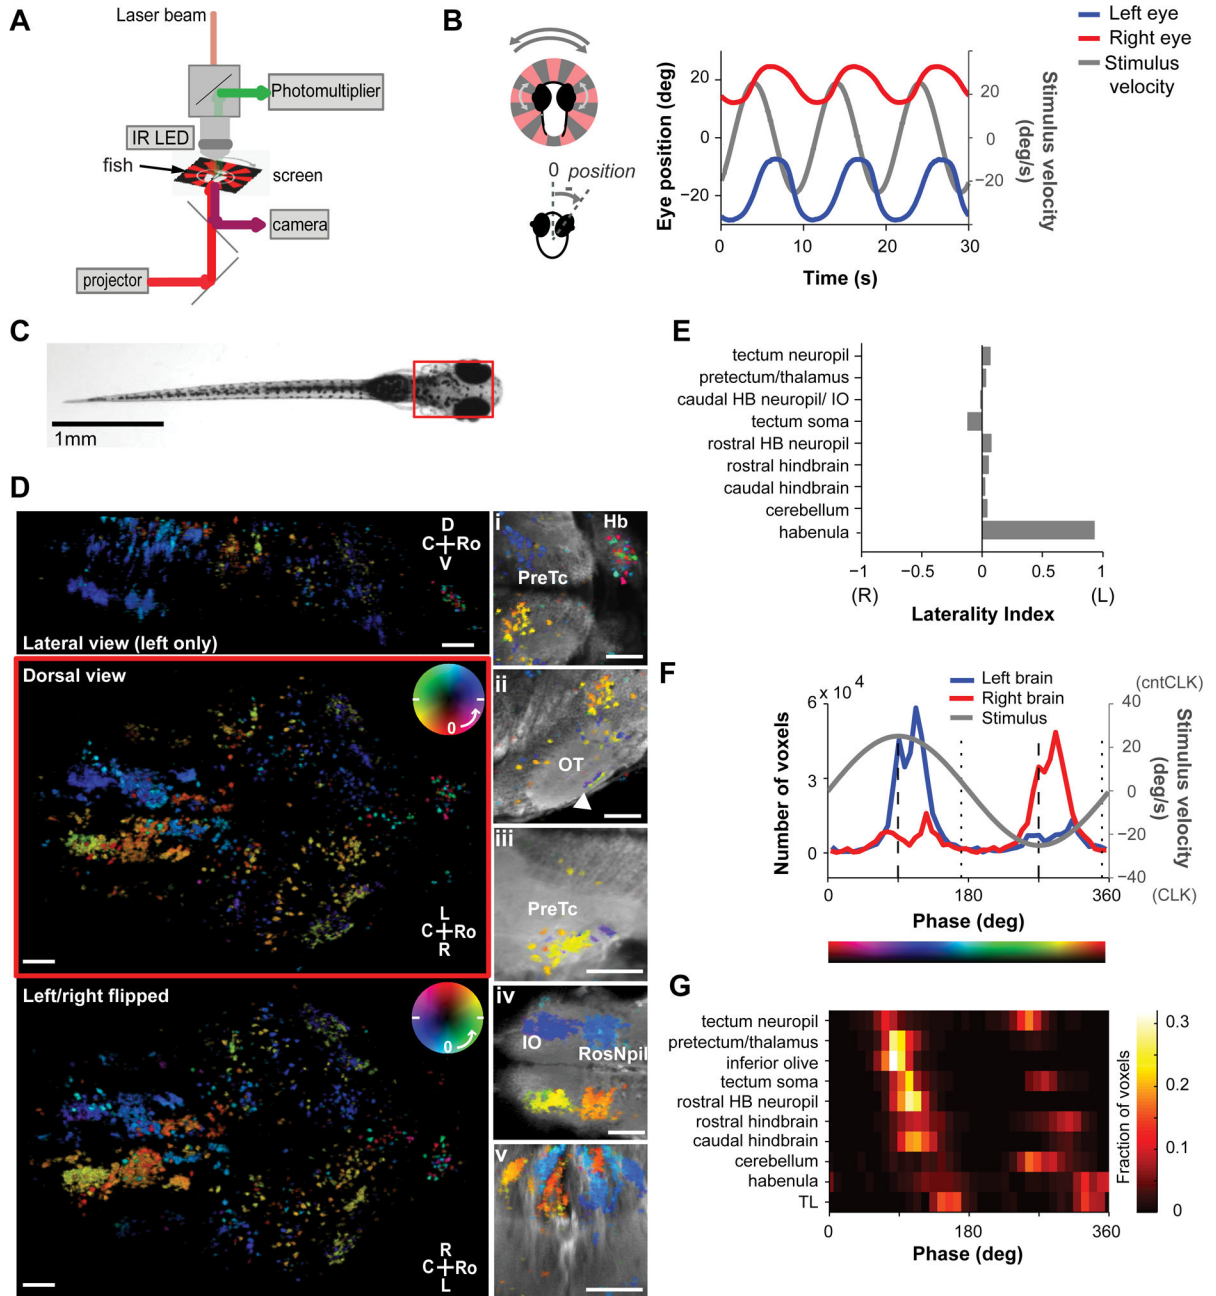 A
Laser beam
Photomultiplier
IR LED
fish
screen
camera
projector
B
0
- position
Left eye
Right eye
Stimulus velocity
Eye position (deg)
20
0
−20
20
0
−20
Stimulus velocity (deg/s)
0 10 20 30
Time (s)
C
1mm
D
D
C Ro
V
Lateral view (left only)
Dorsal view
0
L
C Ro
R
Left/right flipped
0
R
C Ro
L
i
Hb
PreTc
ii
OT
iii
PreTc
iv
IO
RosNpil
v
E
tectum neuropil
pretectum/thalamus
caudal HB neuropil/ IO
tectum soma
rostral HB neuropil
rostral hindbrain
caudal hindbrain
cerebellum
habenula
−1 −0.5 0 0.5 1
(R) (L)
Laterality Index
F
6 x 10 4
3
0
Number of voxels
Left brain
Right brain
Stimulus
(cntCLK)
40
20
0
−20
−40
(CLK)
Stimulus velocity (deg/s)
0 180 360
Phase (deg)
G
tectum neuropil
pretectum/thalamus
inferior olive
tectum soma
rostral HB neuropil
rostral hindbrain
caudal hindbrain
cerebellum
habenula
TL
0 180 360
Phase (deg)
Fraction of voxels
0.3
0.2
0.1
0